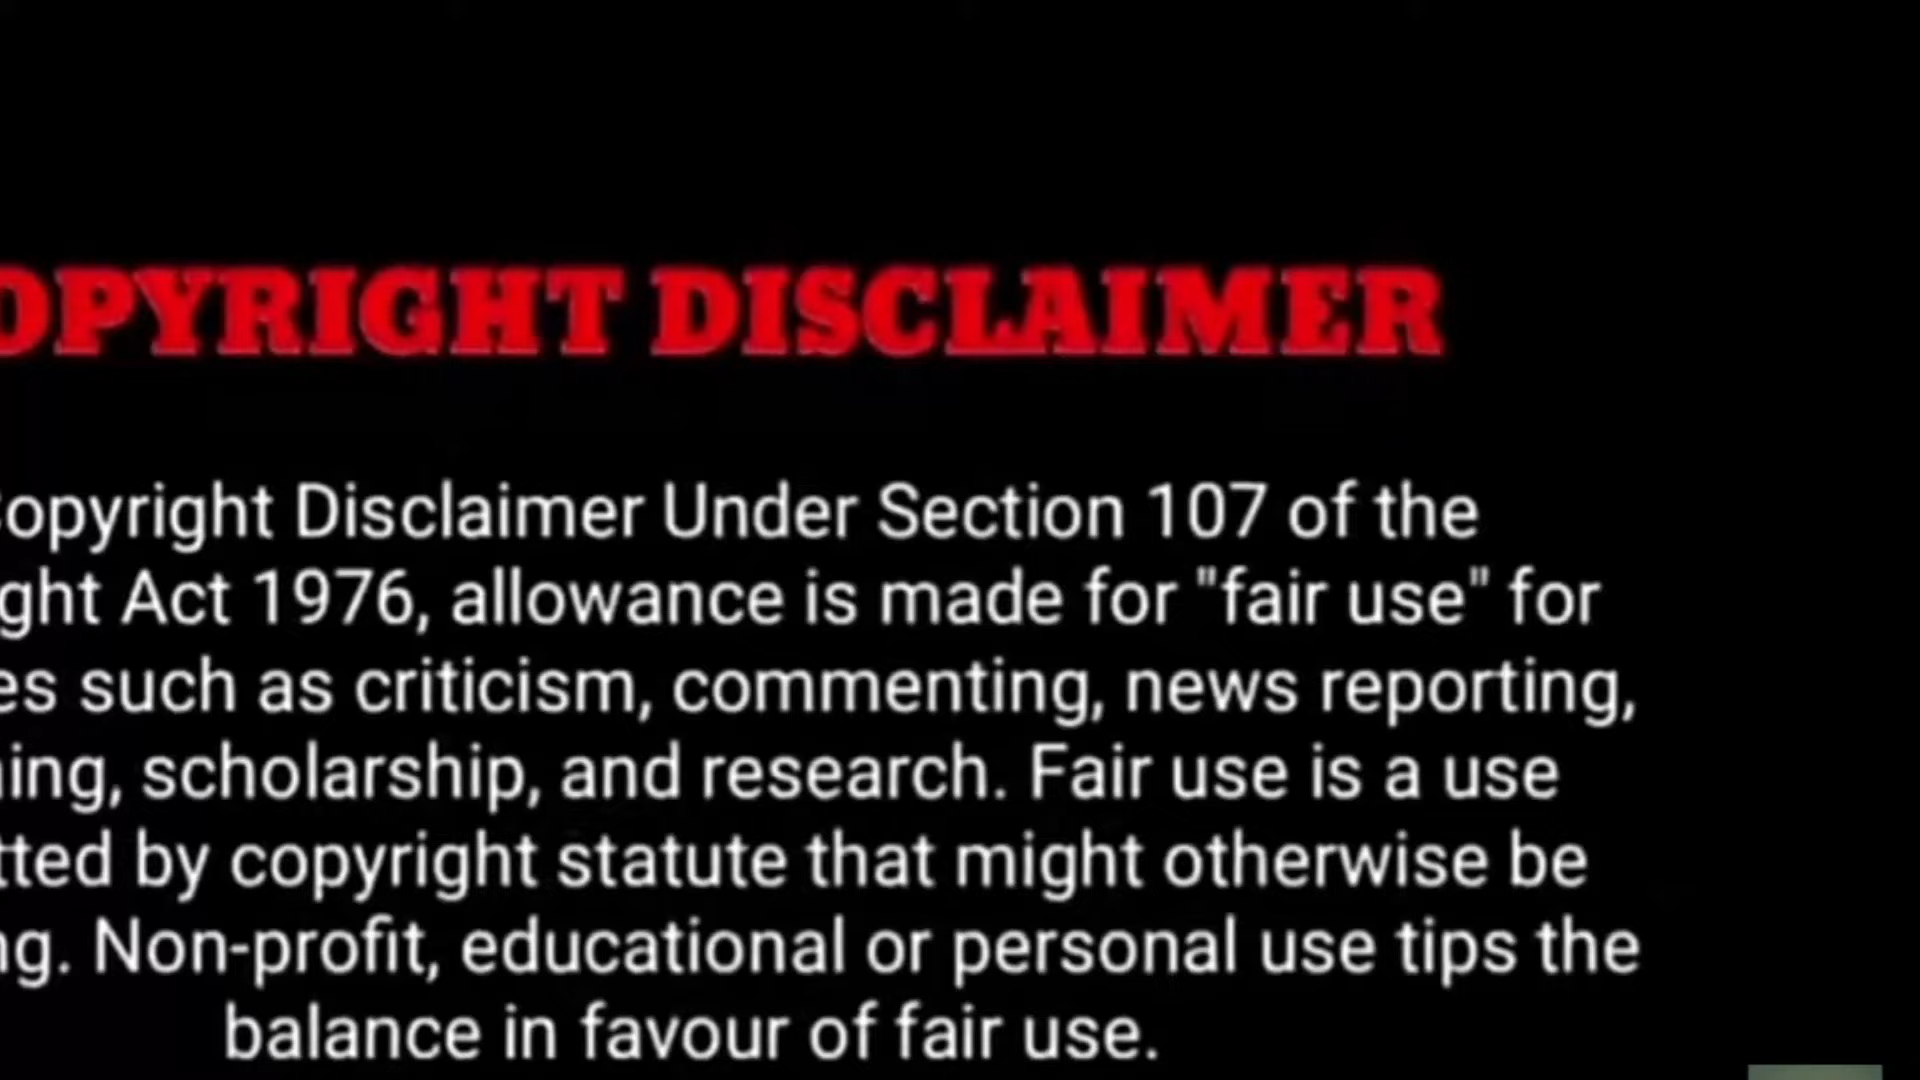 OPYRIGHT DISCLAIMER
Copyright Disclaimer Under Section 107 of the
ght Act 1976, allowance is made for "fair use" for
es such as criticism, commenting, news reporting,
ing, scholarship, and research. Fair use is a use
tted by copyright statute that might otherwise be
ng. Non-profit, educational or personal use tips the
balance in favour of fair use.